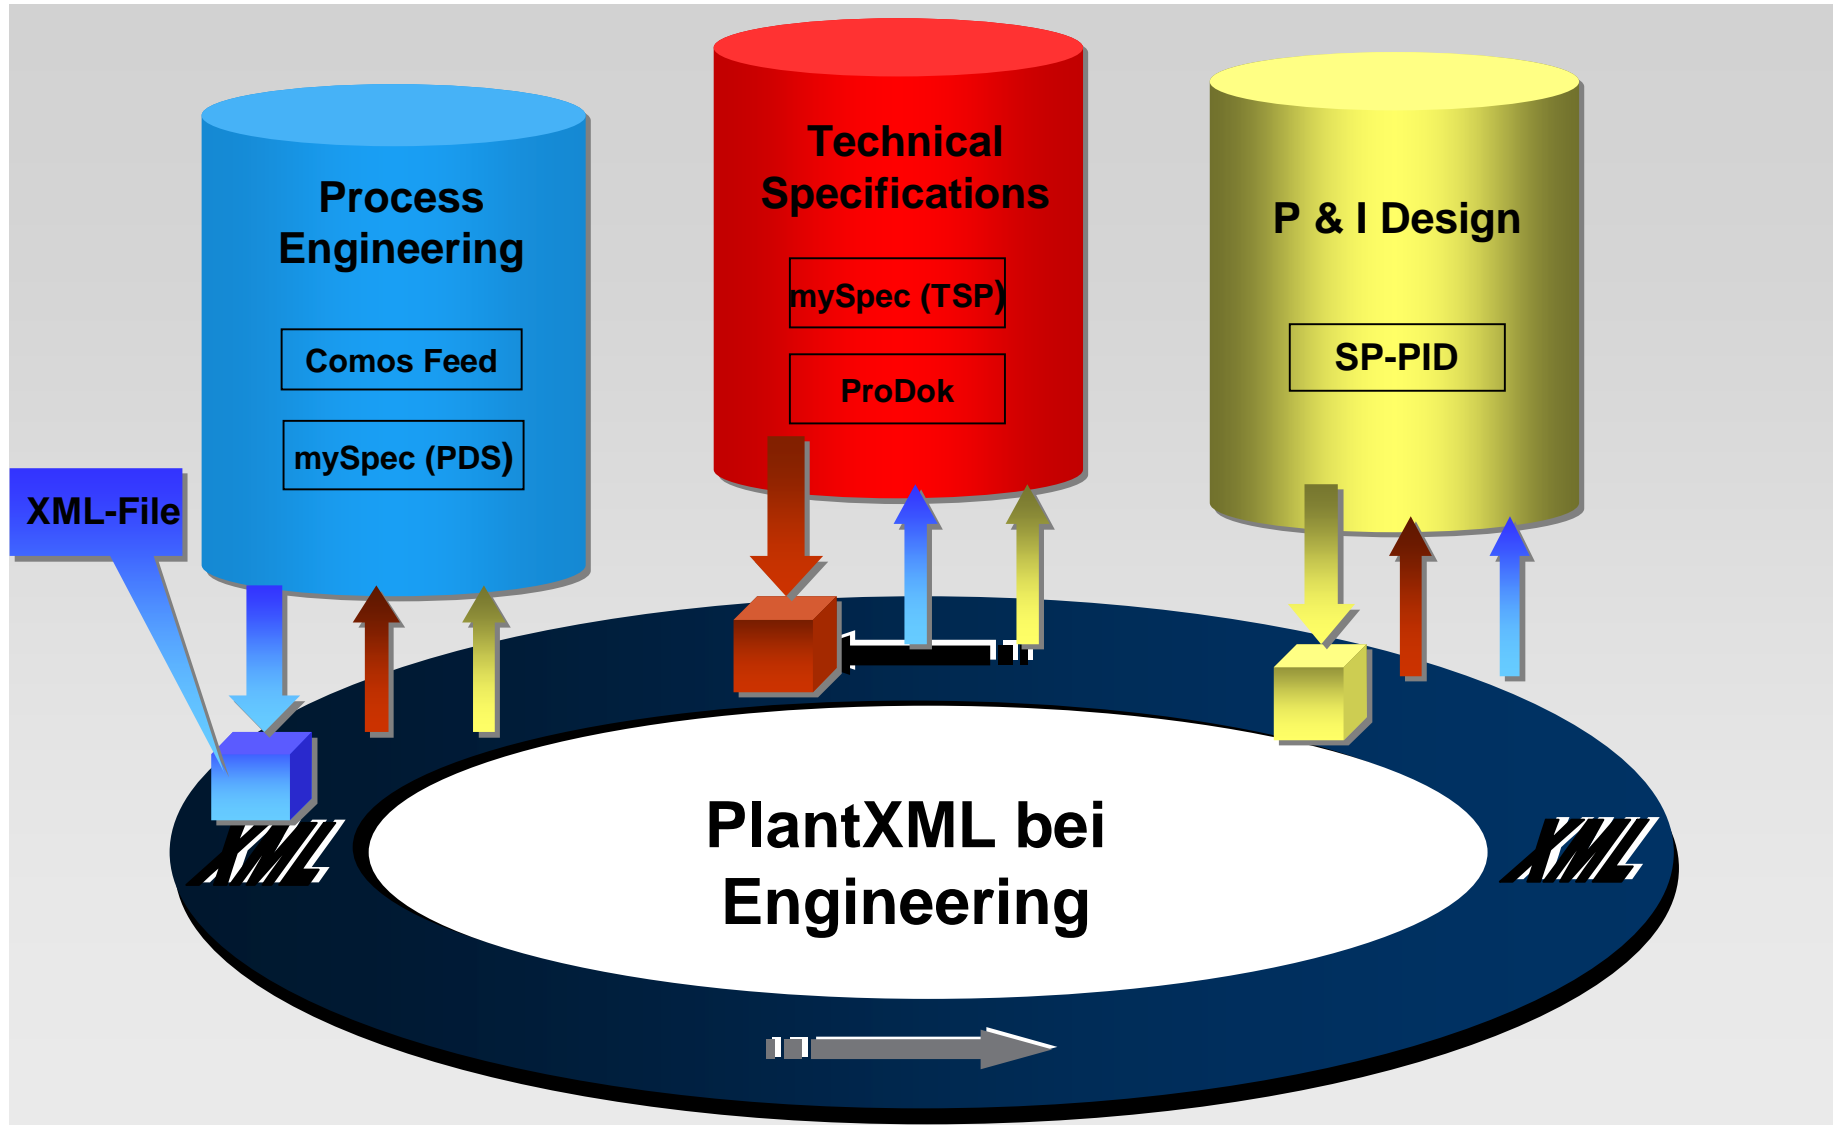 Process
Engineering
Comos Feed
mySpec (PDS)
Technical
Specifications
mySpec (TSP)
ProDok
P & I Design
SP-PID
XML-File
XML
XML
PlantXML bei
Engineering